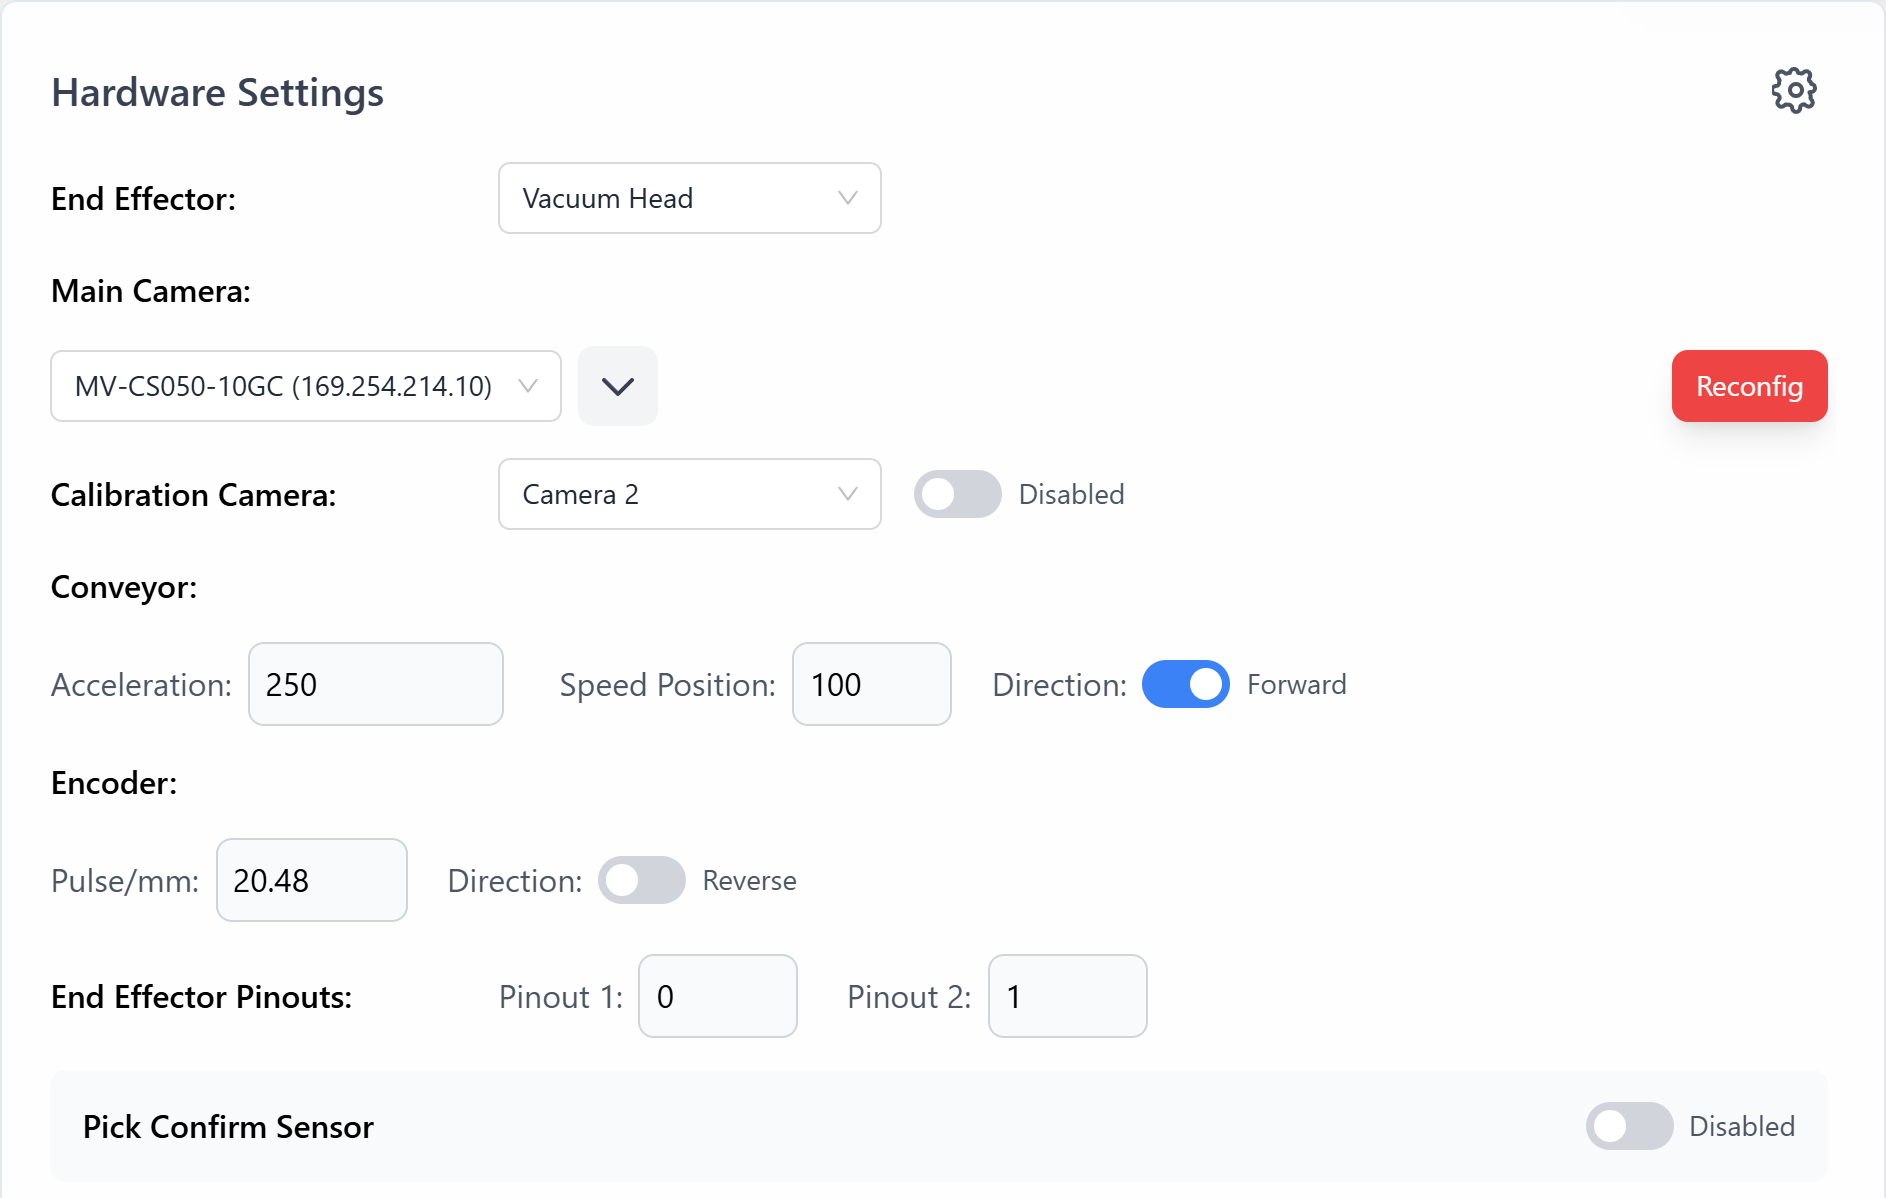 Hardware Settings
End Effector: Vacuum Head
Main Camera:
MV-CS050-10GC (169.254.214.10) Reconfig
Calibration Camera: Camera 2 Disabled
Conveyor:
Acceleration: 250 Speed Position: 100 Direction: Forward
Encoder:
Pulse/mm: 20.48 Direction: Reverse
End Effector Pinouts: Pinout 1: 0 Pinout 2: 1
Pick Confirm Sensor Disabled